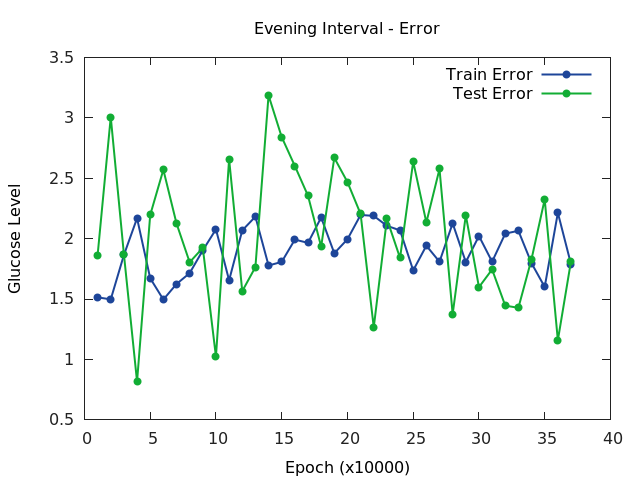 Evening Interval - Error
Train Error
Test Error
Glucose Level
3.5
3
2.5
2
1.5
1
0.5
0 5 10 15 20 25 30 35 40
Epoch (x10000)